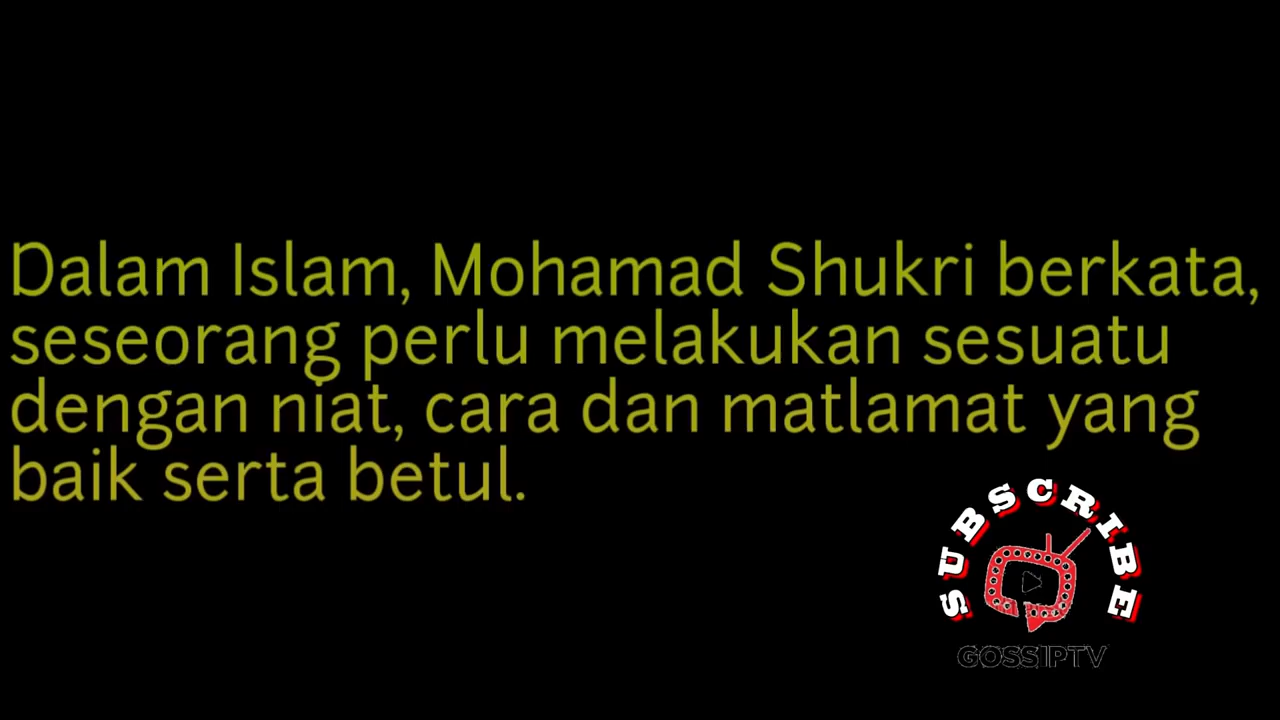 Dalam Islam, Mohamad Shukri berkata,
seseorang perlu melakukan sesuatu
dengan niat, cara dan matlamat yang
baik serta betul.
SUBSCRIBE
GOSSIPTV